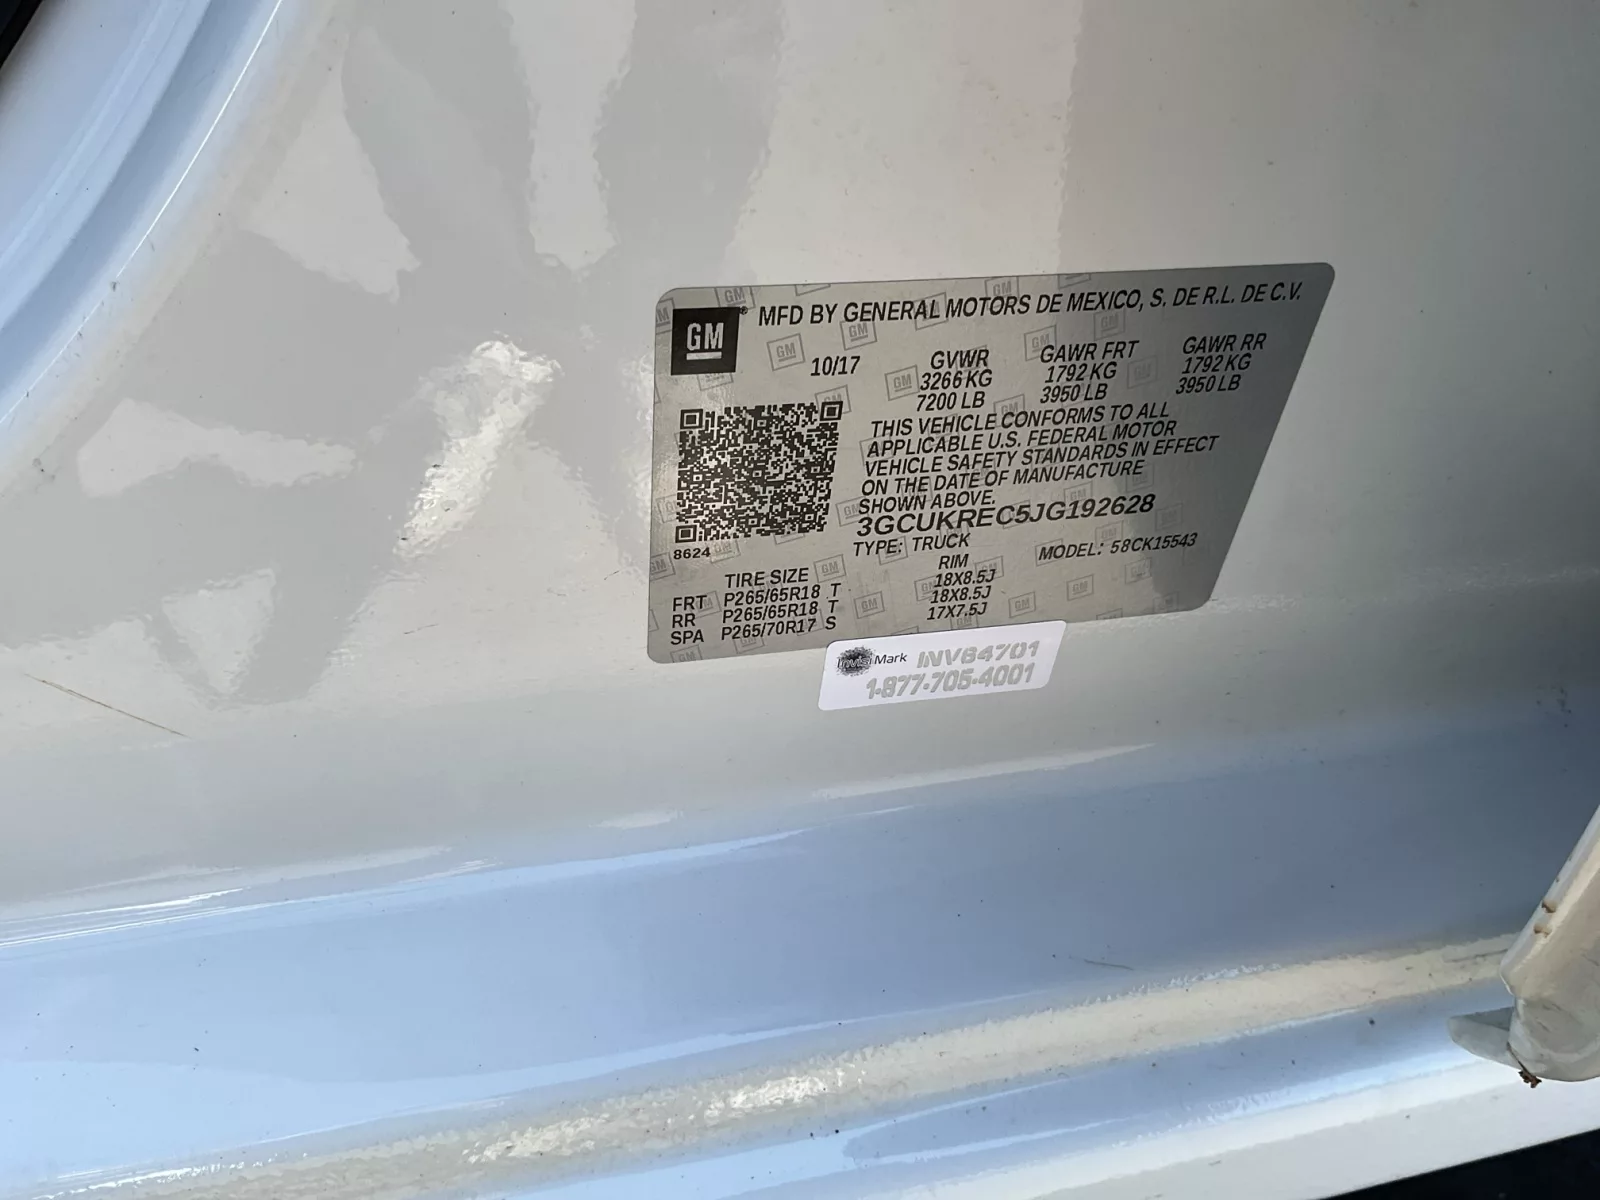 GM
MFD BY GENERAL MOTORS DE MEXICO, S. DE R.L. DE C.V.
10/17 GVWR GAWR FRT GAWR RR
3266 KG 1792 KG 1792 KG
7200 LB 3950 LB 3950 LB
THIS VEHICLE CONFORMS TO ALL
APPLICABLE U.S. FEDERAL MOTOR
VEHICLE SAFETY STANDARDS IN EFFECT
ON THE DATE OF MANUFACTURE
SHOWN ABOVE.
3GCUKREC5JG192628
8624
TYPE: TRUCK MODEL: 58CK15543
TIRE SIZE RIM
FRT P265/65R18 T 18X8.5J
RR P265/65R18 T 18X8.5J
SPA P265/70R17 S 17X7.5J
InvisiMark INV64701
1-877-705-4001